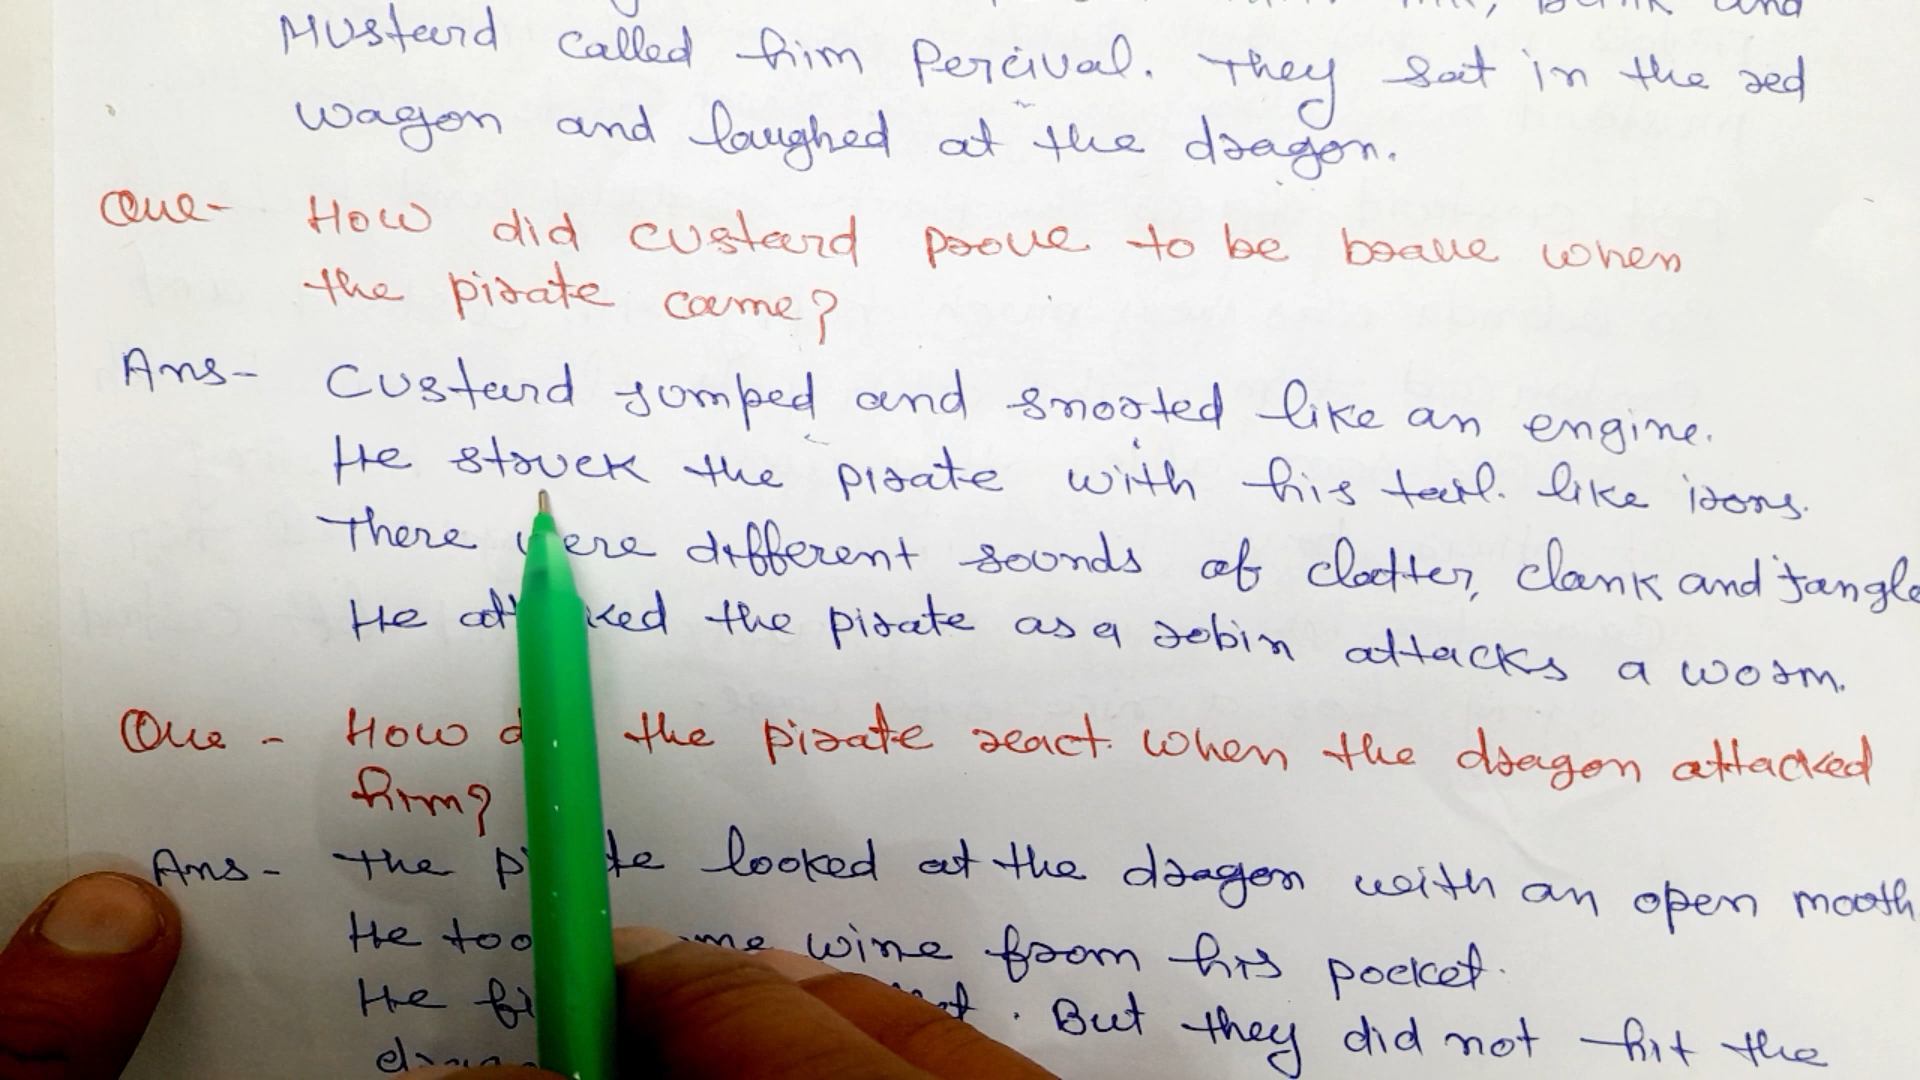 and
Mustard called him Percival. They sat in the red
wagon and laughed at the dragon.
Que- How did custard prove to be brave when
the pirate came?
Ans- Custard jumped and snorted like an engine.
He struck the pirate with his tail. like irons.
There were different sounds of clatter, clank and jangle
He attacked the pirate as a robin attacks a worm.
Que - How the pirate react. when the dragon attacked
him?
Ans- The looked at the dragon with an open mouth
He wine from his pocket.
He But they did not hit the